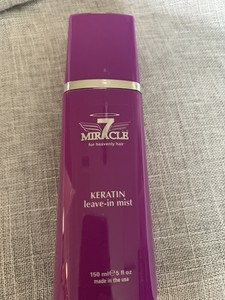 7
MIRACLE
for heavenly hair
KERATIN
leave-in mist
150 ml ℮ 5 fl oz
made in the usa